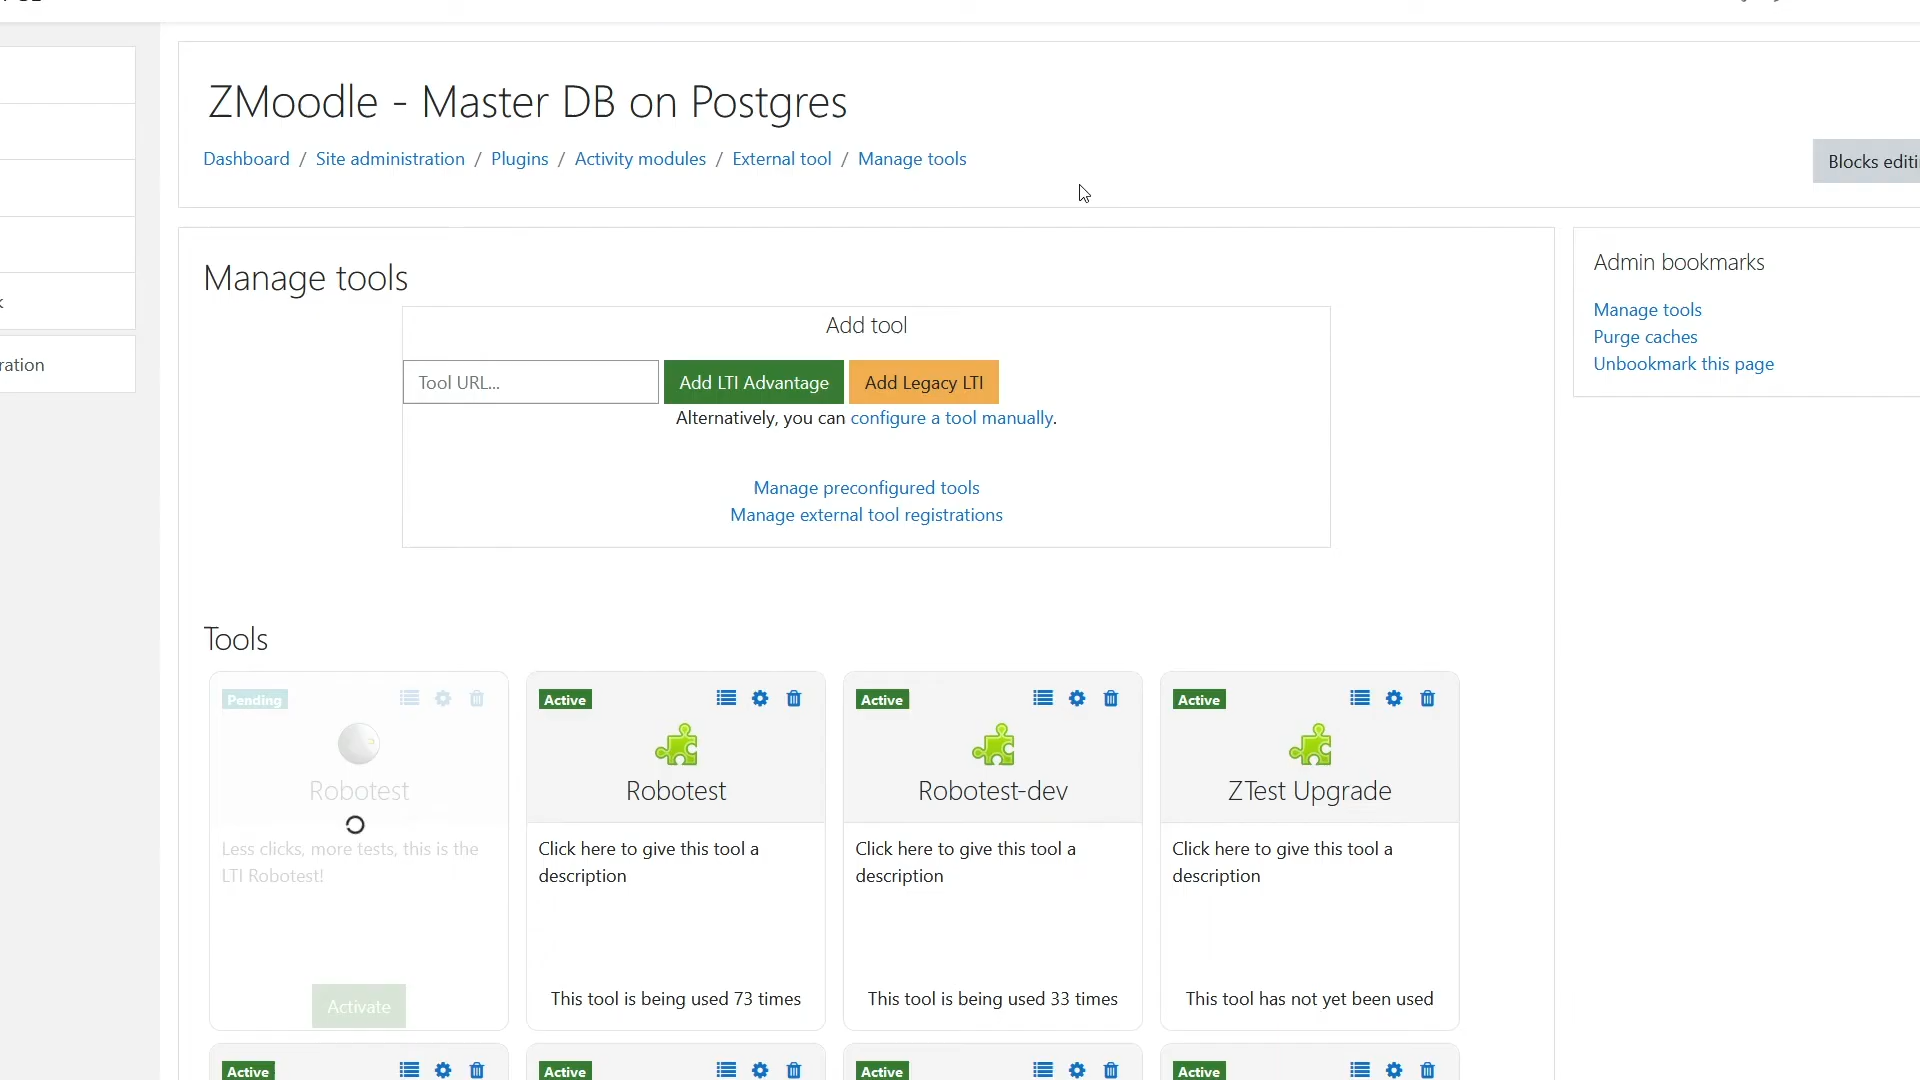 ZMoodle - Master DB on Postgres
Dashboard / Site administration / Plugins / Activity modules / External tool / Manage tools
Blocks editi
Manage tools
Add tool
Tool URL...
Add LTI Advantage
Add Legacy LTI
Alternatively, you can configure a tool manually.
Manage preconfigured tools
Manage external tool registrations
Admin bookmarks
Manage tools
Purge caches
Unbookmark this page
ration
Tools
Pending
Robotest
Less clicks, more tests, this is the
LTI Robotest!
Activate
Active
Robotest
Click here to give this tool a
description
This tool is being used 73 times
Active
Robotest-dev
Click here to give this tool a
description
This tool is being used 33 times
Active
ZTest Upgrade
Click here to give this tool a
description
This tool has not yet been used
Active
Active
Active
Active